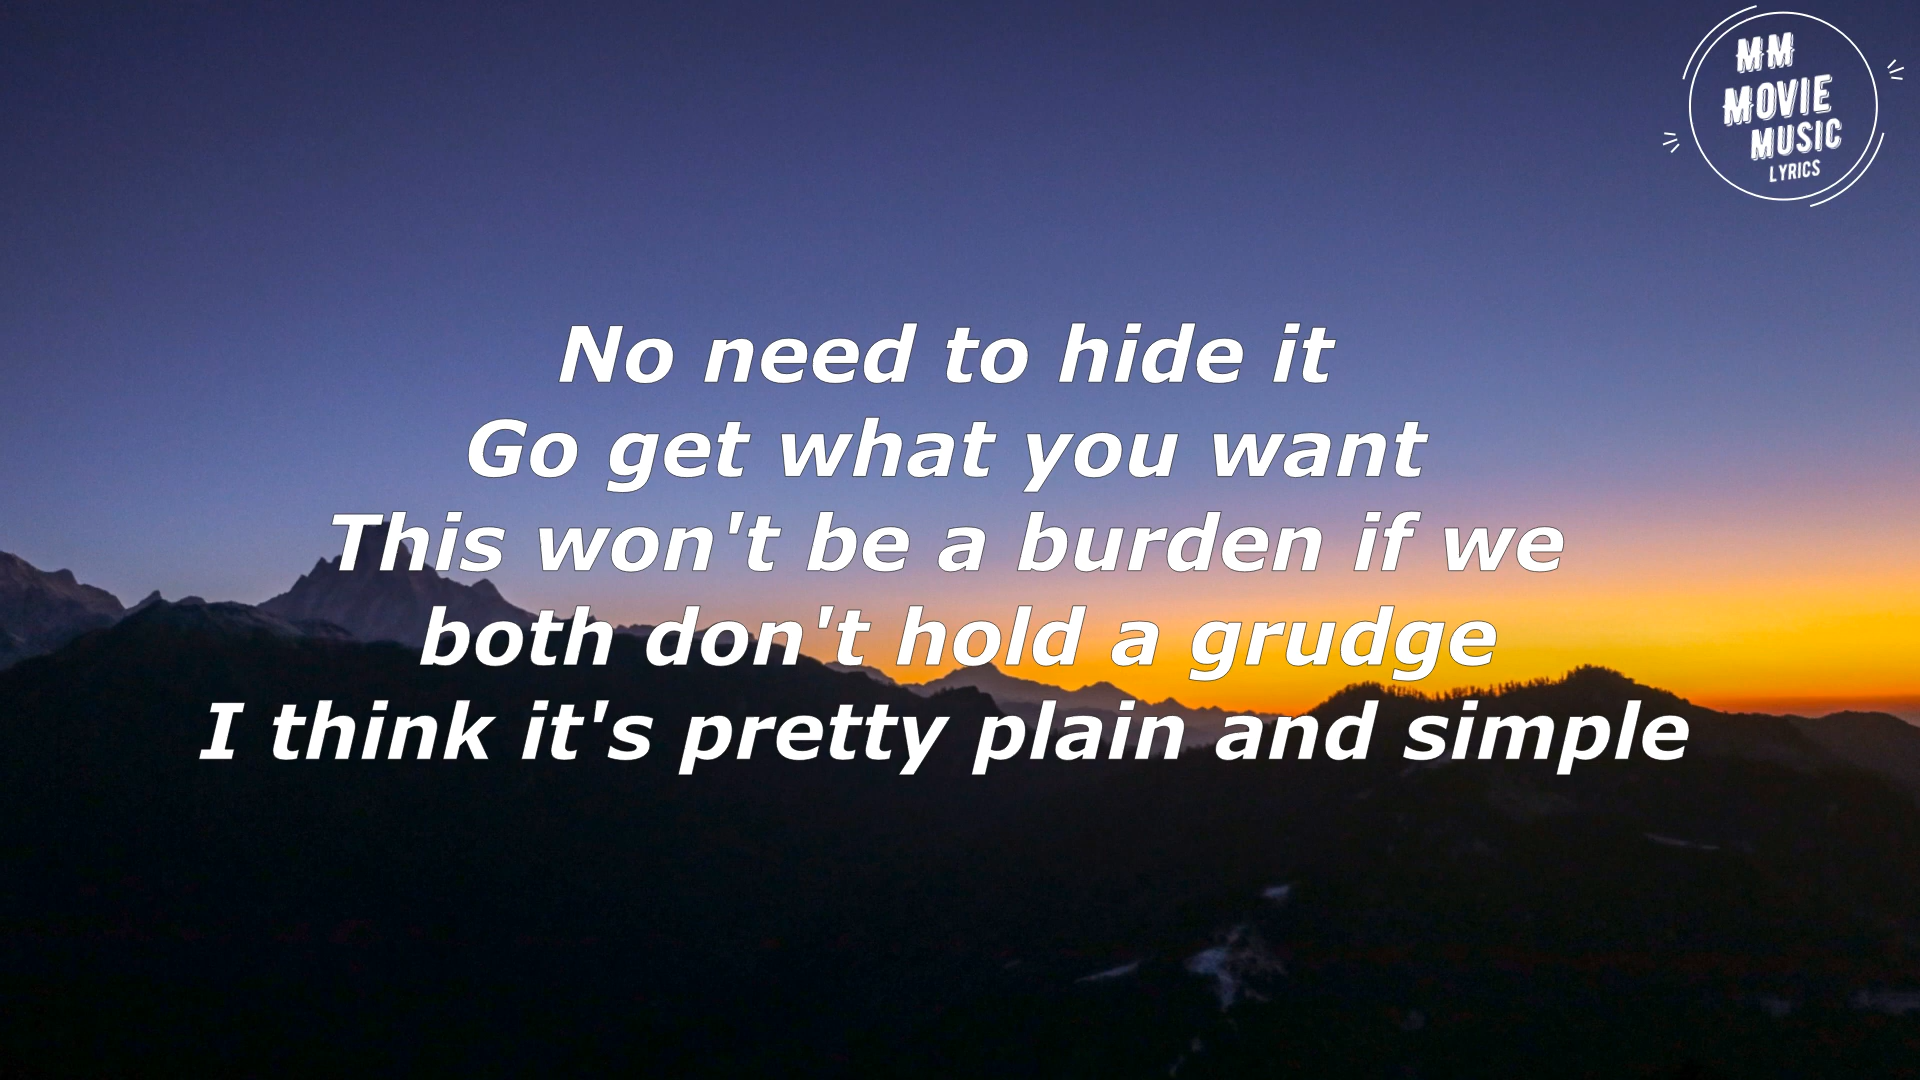 MM
MOVIE
MUSIC
LYRICS
No need to hide it
Go get what you want
This won't be a burden if we
both don't hold a grudge
I think it's pretty plain and simple